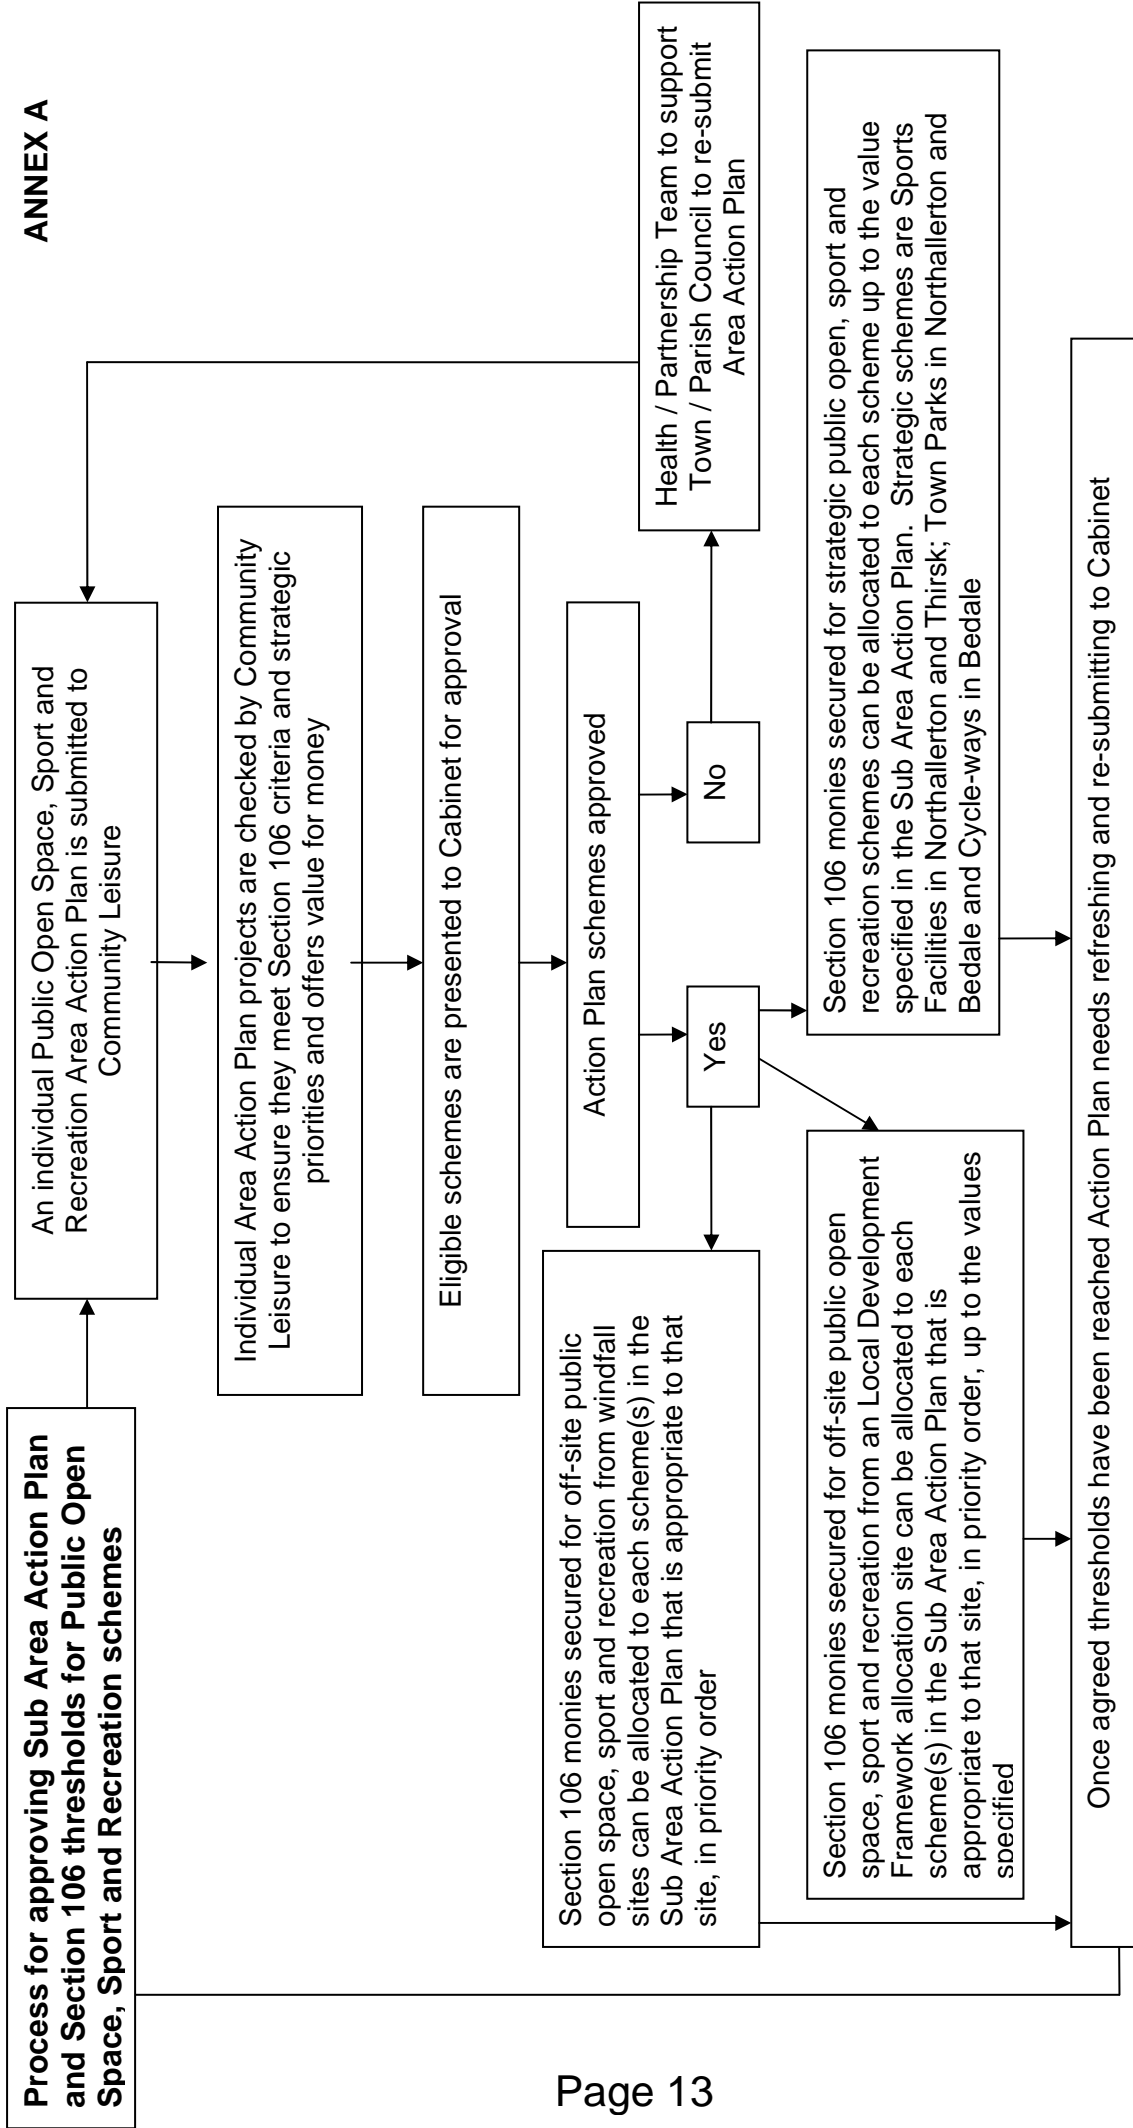 ANNEX A
Process for approving Sub Area Action Plan
and Section 106 thresholds for Public Open
Space, Sport and Recreation schemes
An individual Public Open Space, Sport and
Recreation Area Action Plan is submitted to
Community Leisure
Individual Area Action Plan projects are checked by Community
Leisure to ensure they meet Section 106 criteria and strategic
priorities and offers value for money
Eligible schemes are presented to Cabinet for approval
Action Plan schemes approved
Yes
No
Health / Partnership Team to support
Town / Parish Council to re-submit
Area Action Plan
Section 106 monies secured for off-site public
open space, sport and recreation from windfall
sites can be allocated to each scheme(s) in the
Sub Area Action Plan that is appropriate to that
site, in priority order
Section 106 monies secured for off-site public open
space, sport and recreation from an Local Development
Framework allocation site can be allocated to each
scheme(s) in the Sub Area Action Plan that is
appropriate to that site, in priority order, up to the values
specified
Section 106 monies secured for strategic public open, sport and
recreation schemes can be allocated to each scheme up to the value
specified in the Sub Area Action Plan.  Strategic schemes are Sports
Facilities in Northallerton and Thirsk; Town Parks in Northallerton and
Bedale and Cycle-ways in Bedale
Once agreed thresholds have been reached Action Plan needs refreshing and re-submitting to Cabinet
Page 13